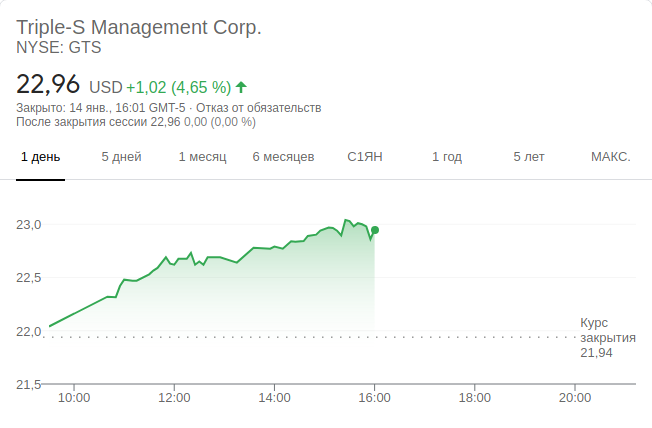 Triple-S Management Corp.
NYSE: GTS
22,96 USD +1,02 (4,65 %)
Закрыто: 14 янв., 16:01 GMT-5 · Отказ от обязательств
После закрытия сессии 22,96 0,00 (0,00 %)
1 день 5 дней 1 месяц 6 месяцев С1ЯН 1 год 5 лет МАКС.
23,0
22,5
22,0
21,5
Курс
закрытия
21,94
10:00 12:00 14:00 16:00 18:00 20:00